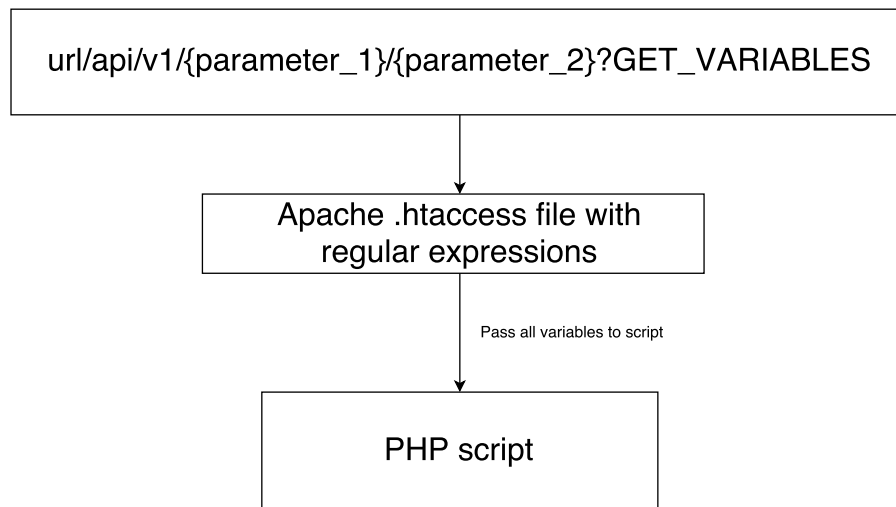 url/api/v1/{parameter_1}/{parameter_2}?GET_VARIABLES
Apache .htaccess file with
regular expressions
Pass all variables to script
PHP script